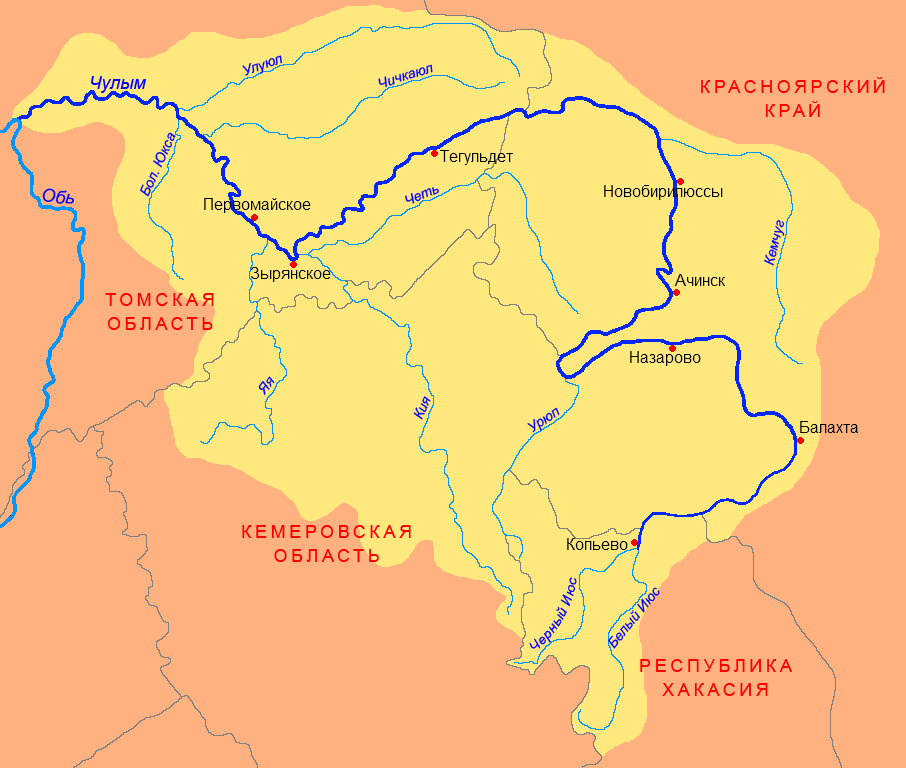 Улуюл
Чулым
Чичкаюл
КРАСНОЯРСКИЙ
КРАЙ
Бол. Юкса
Тегульдет
Обь
Четь
Новобирилюссы
Первомайское
Кемчуг
Зырянское
Ачинск
ТОМСКАЯ
ОБЛАСТЬ
Назарово
Яя
Кия
Урюп
Балахта
КЕМЕРОВСКАЯ
ОБЛАСТЬ
Копьево
Черный Июс
Белый Июс
РЕСПУБЛИКА
ХАКАСИЯ